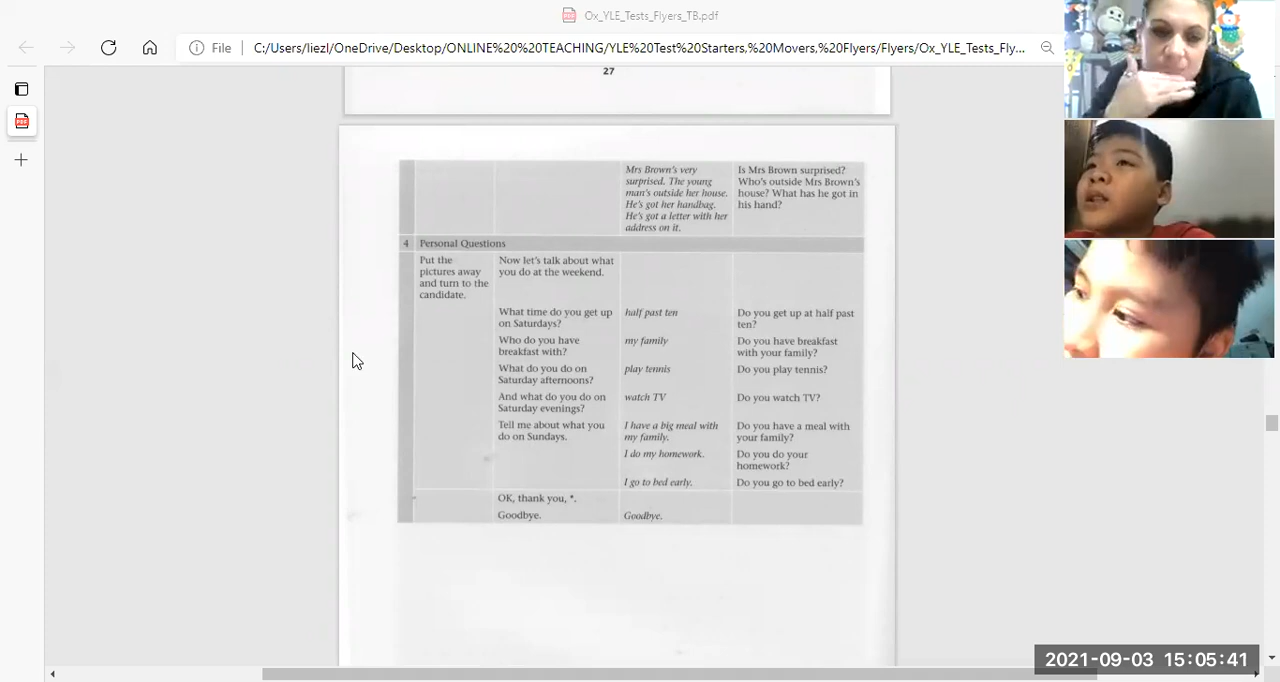 Ox_YLE_Tests_Flyers_TB.pdf
File
C:/Users/liezl/OneDrive/Desktop/ONLINE%20%20TEACHING/YLE%20Test%20Starters,%20Movers,%20Flyers/Flyers/Ox_YLE_Tests_Fly...
27
Mrs Brown's very
surprised. The young
man's outside her house.
He's got her handbag.
He's got a letter with her
address on it.
Is Mrs Brown surprised?
Who's outside Mrs Brown's
house? What has he got in
his hand?
4 Personal Questions
Put the
pictures away
and turn to the
candidate.
Now let's talk about what
you do at the weekend.
What time do you get up
on Saturdays?
half past ten
Do you get up at half past
ten?
Who do you have
breakfast with?
my family
Do you have breakfast
with your family?
What do you do on
Saturday afternoons?
play tennis
Do you play tennis?
And what do you do on
Saturday evenings?
watch TV
Do you watch TV?
Tell me about what you
do on Sundays.
I have a big meal with
my family.
Do you have a meal with
your family?
I do my homework.
Do you do your
homework?
I go to bed early.
Do you go to bed early?
OK, thank you, *.
Goodbye.
Goodbye.
2021-09-03 15:05:41